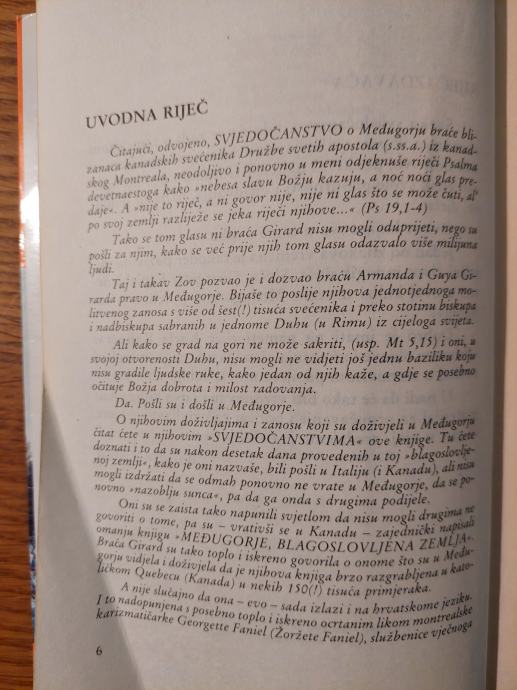 UVODNA RIJEČ
Čitajući, odvojeno, SVJEDOČANSTVO o Međugorju braće bli-
zanaca kanadskih svećenika Družbe svetih apostola (s.ss.a.) iz kanad-
skog Montreala, neodoljivo i ponovno u meni odjeknuše riječi Psalma
devetnaestoga kako »nebesa slavu Božju kazuju, a noć noći glas pre-
daje«. A »nije to riječ, a ni govor nije, nije ni glas što se može čuti, al'
po svoj zemlji razliježe se jeka riječi njihove...« (Ps 19,1-4)
Tako se tom glasu ni braća Girard nisu mogli oduprijeti, nego su
pošli za njim, kako se već prije njih tom glasu odazvalo više milijuna
ljudi.
Taj i takav Zov pozvao je i dozvao braću Armanda i Guya Gi-
rarda pravo u Međugorje. Bijaše to poslije njihova jednotjednoga mo-
litvenog zanosa s više od šest(!) tisuća svećenika i preko stotinu biskupa
i nadbiskupa sabranih u jednome Duhu (u Rimu) iz cijeloga svijeta.
Ali kako se grad na gori ne može sakriti, (usp. Mt 5,15) i oni, u
svojoj otvorenosti Duhu, nisu mogli ne vidjeti još jednu baziliku koju
nisu gradile ljudske ruke, kako jedan od njih kaže, a gdje se posebno
očituje Božja dobrota i milost radovanja.
Da. Pošli su i došli u Međugorje.
O njihovim doživljajima i zanosu koji su doživjeli u Međugorju
čitat ćete u njihovim »SVJEDOČANSTVIMA« ove knjige. Tu ćete
doznati i to da su nakon desetak dana provedenih u toj »blagoslovlje-
noj zemlji«, kako je oni nazvaše, bili pošli u Italiju (i Kanadu), ali nisu
mogli izdržati da se odmah ponovno ne vrate u Međugorje, da se po-
novno »nazoblju sunca«, pa da ga onda s drugima podijele.
Oni su se zaista tako napunili svjetlom da nisu mogli drugima ne
govoriti o tome, pa su – vrativši se u Kanadu – zajednički napisali
omanju knjigu »MEĐUGORJE, BLAGOSLOVLJENA ZEMLJA«.
Braća Girard su tako toplo i iskreno govorila o onome što su u Među-
gorju vidjela i doživjela da je njihova knjiga brzo razgrabljena u kato-
ličkom Quebecu (Kanada) u nekih 150(!) tisuća primjeraka.
A nije slučajno da ona – evo – sada izlazi i na hrvatskome jeziku.
I to nadopunjena s posebno toplo i iskreno ocrtanim likom montrealske
karizmatičarke Georgette Faniel (Žoržete Faniel), službenice vječnoga
6